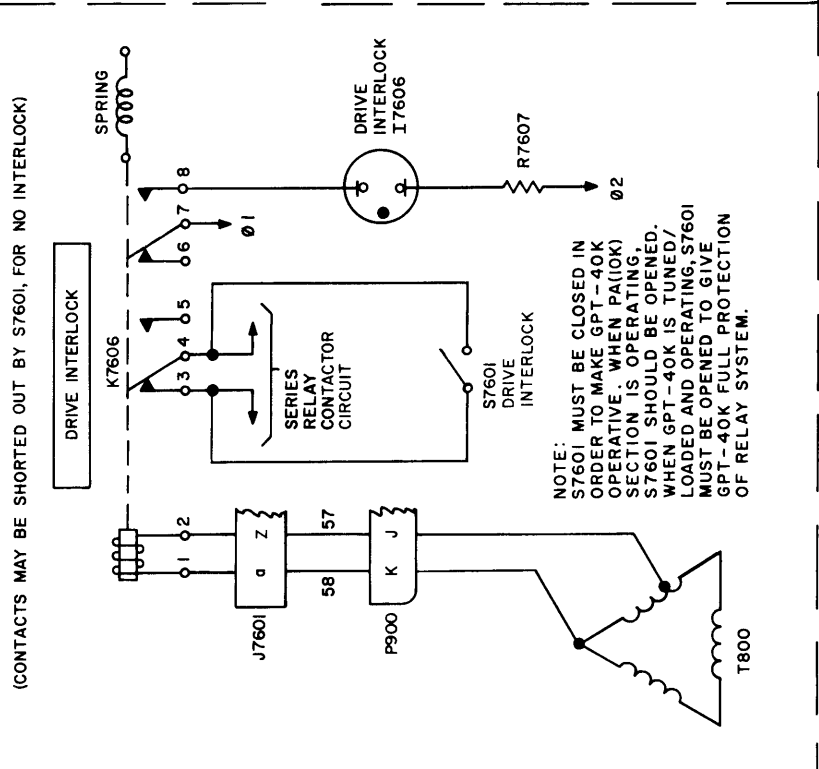 (CONTACTS MAY BE SHORTED OUT BY S7601, FOR NO INTERLOCK)
DRIVE INTERLOCK
K7606
SPRING
1
2
3
4
5
6
7
8
Ø1
SERIES
RELAY
CONTACTOR
CIRCUIT
DRIVE
INTERLOCK
I7606
R7607
Ø2
S7601
DRIVE
INTERLOCK
J7601
a
Z
58
57
P900
K
J
T800
NOTE:
S7601 MUST BE CLOSED IN
ORDER TO MAKE GPT-40K
OPERATIVE. WHEN PA(10K)
SECTION IS OPERATING,
S7601 SHOULD BE OPENED.
WHEN GPT-40K IS TUNED/
LOADED AND OPERATING, S7601
MUST BE OPENED TO GIVE
GPT-40K FULL PROTECTION
OF RELAY SYSTEM.